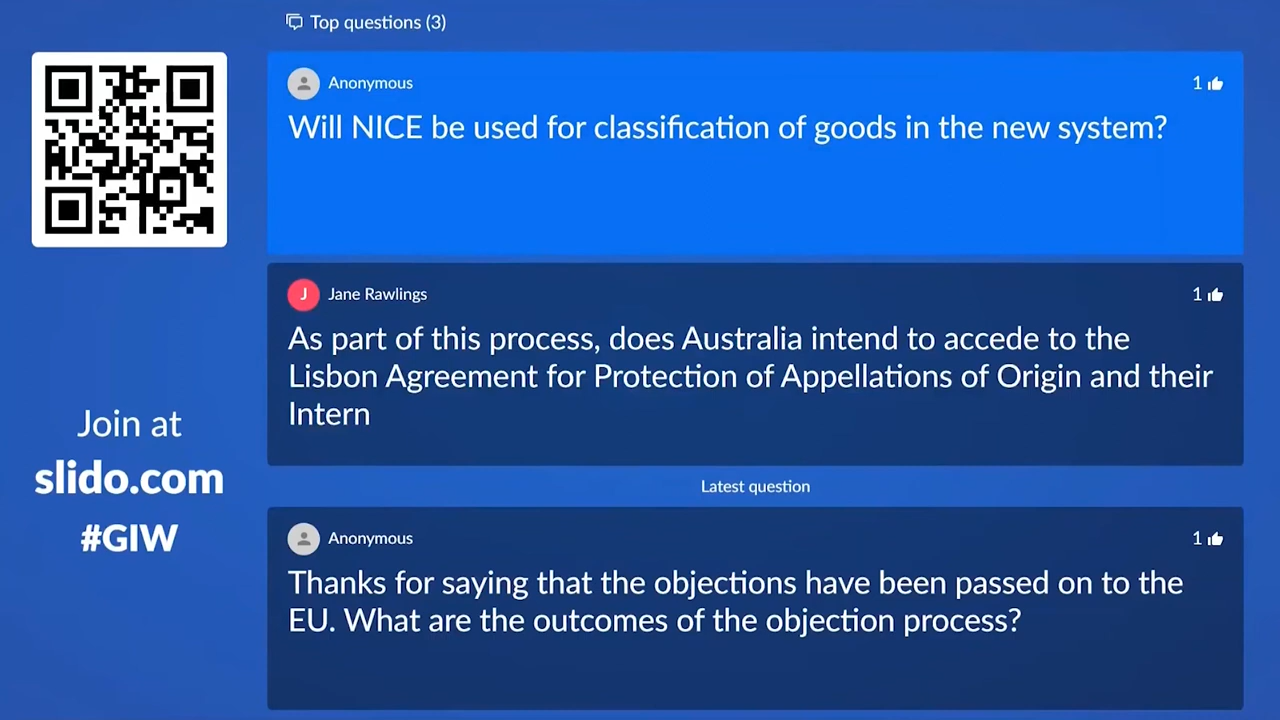 Top questions (3)
Anonymous
1
Will NICE be used for classification of goods in the new system?
Jane Rawlings
1
J
As part of this process, does Australia intend to accede to the
Lisbon Agreement for Protection of Appellations of Origin and their
Intern
Join at
slido.com
#GIW
Latest question
Anonymous
1
Thanks for saying that the objections have been passed on to the
EU. What are the outcomes of the objection process?